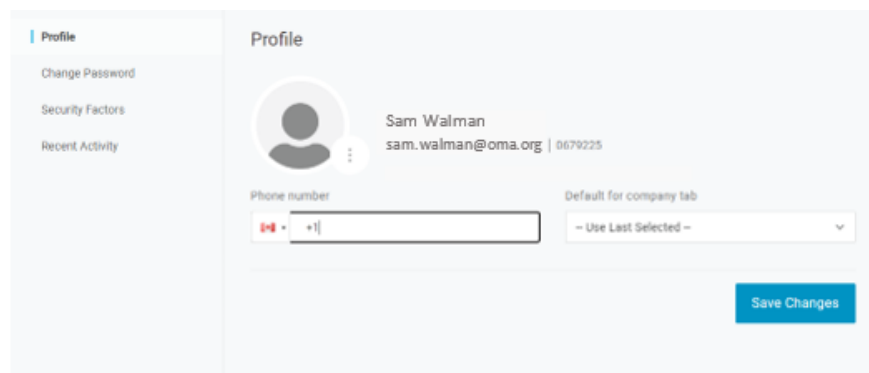 Profile
Change Password
Security Factors
Recent Activity
Profile
Sam Walman
sam.walman@oma.org | 0679225
Phone number
Default for company tab
+1
-- Use Last Selected --
Save Changes